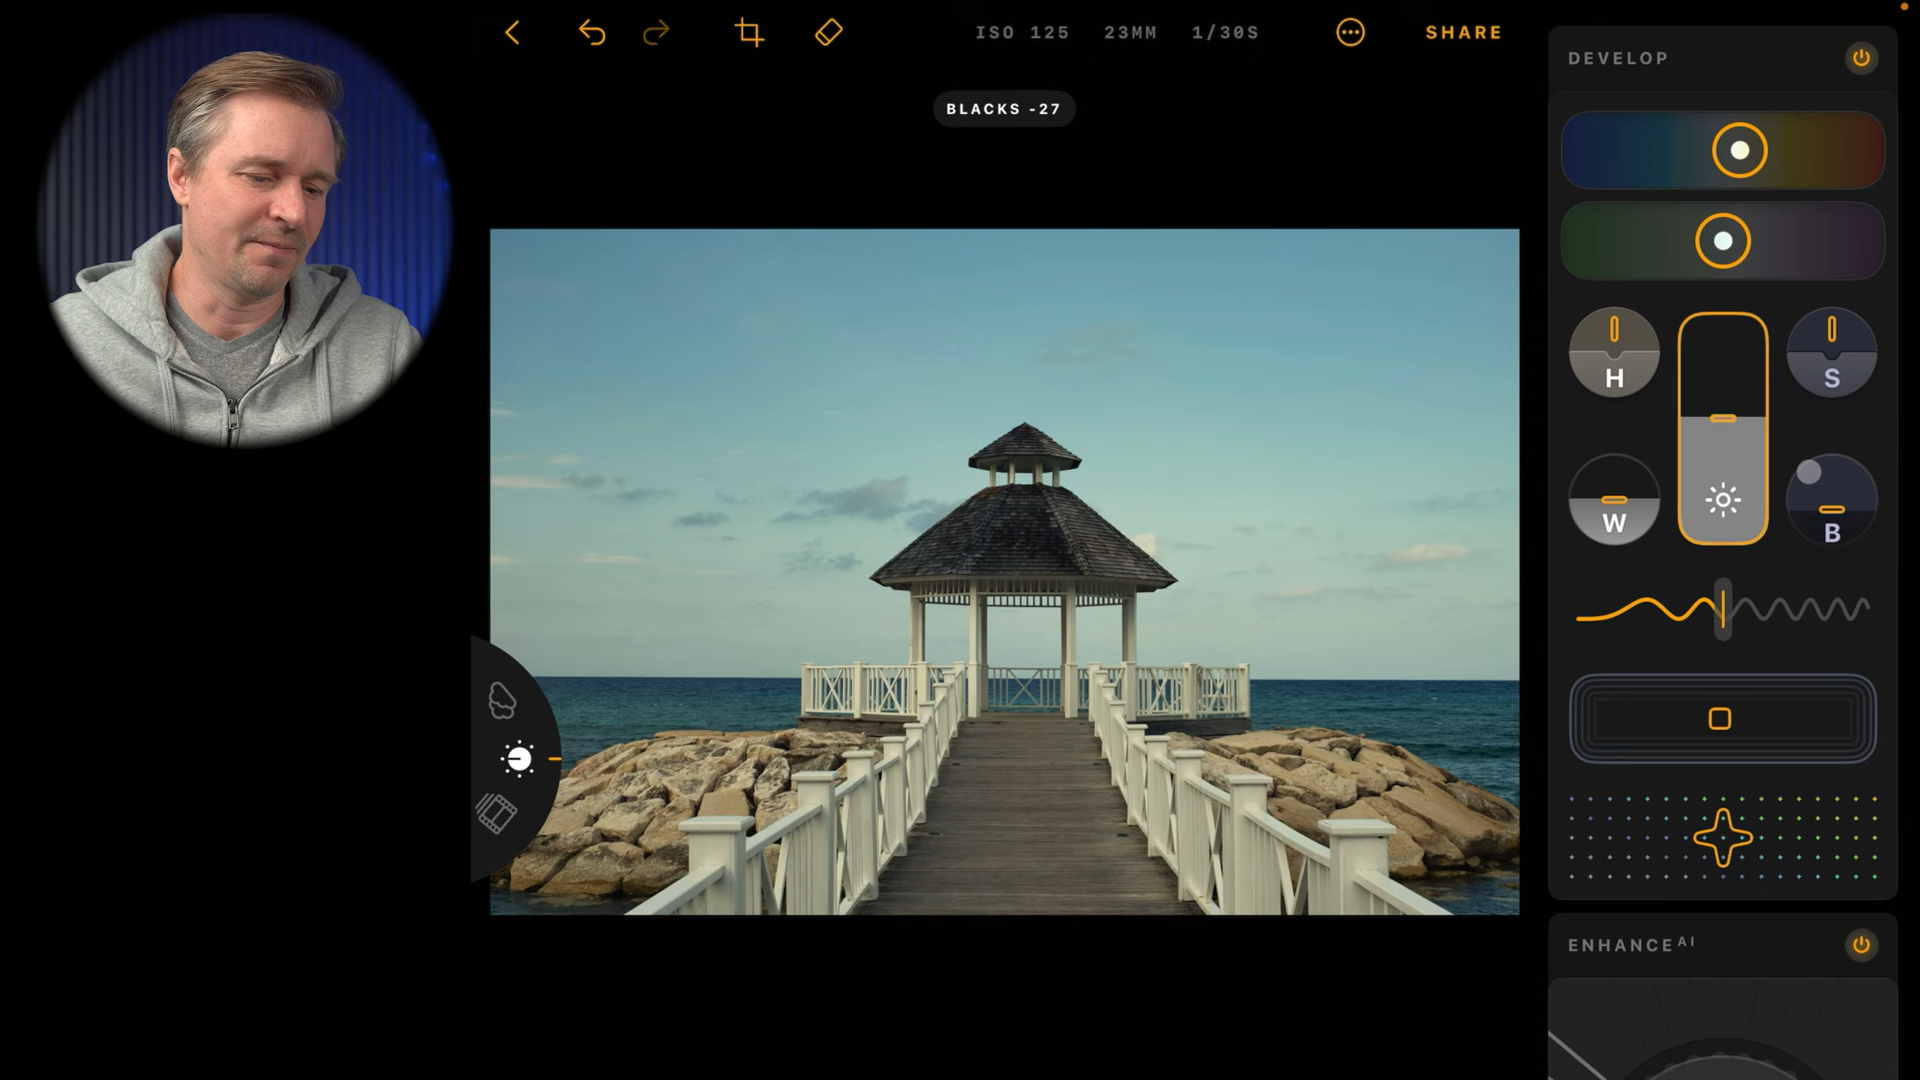 ISO 125 23MM 1/30S SHARE
BLACKS -27
DEVELOP
H
S
W
B
ENHANCE AI